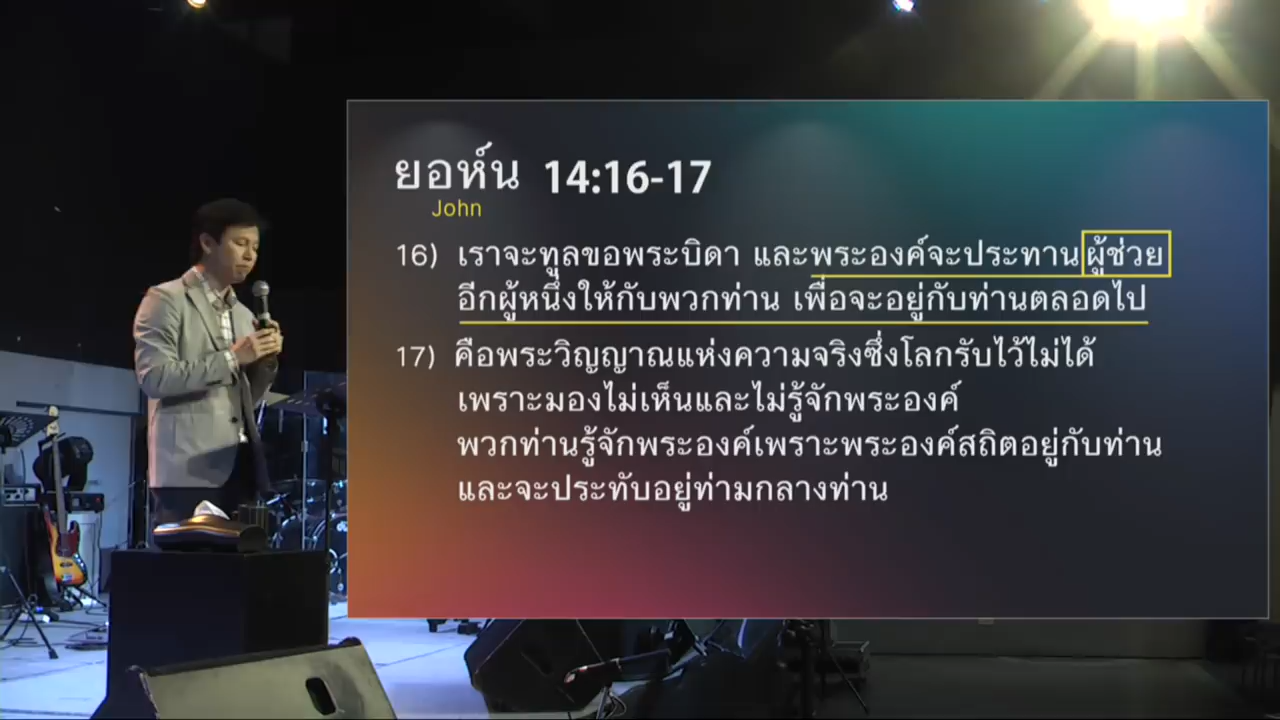 ยอห์น 14:16-17
John
16) เราจะทูลขอพระบิดา และพระองค์จะประทานผู้ช่วย
อีกผู้หนึ่งให้กับพวกท่าน เพื่อจะอยู่กับท่านตลอดไป
17) คือพระวิญญาณแห่งความจริงซึ่งโลกรับไว้ไม่ได้
เพราะมองไม่เห็นและไม่รู้จักพระองค์
พวกท่านรู้จักพระองค์เพราะพระองค์สถิตอยู่กับท่าน
และจะประทับอยู่ท่ามกลางท่าน